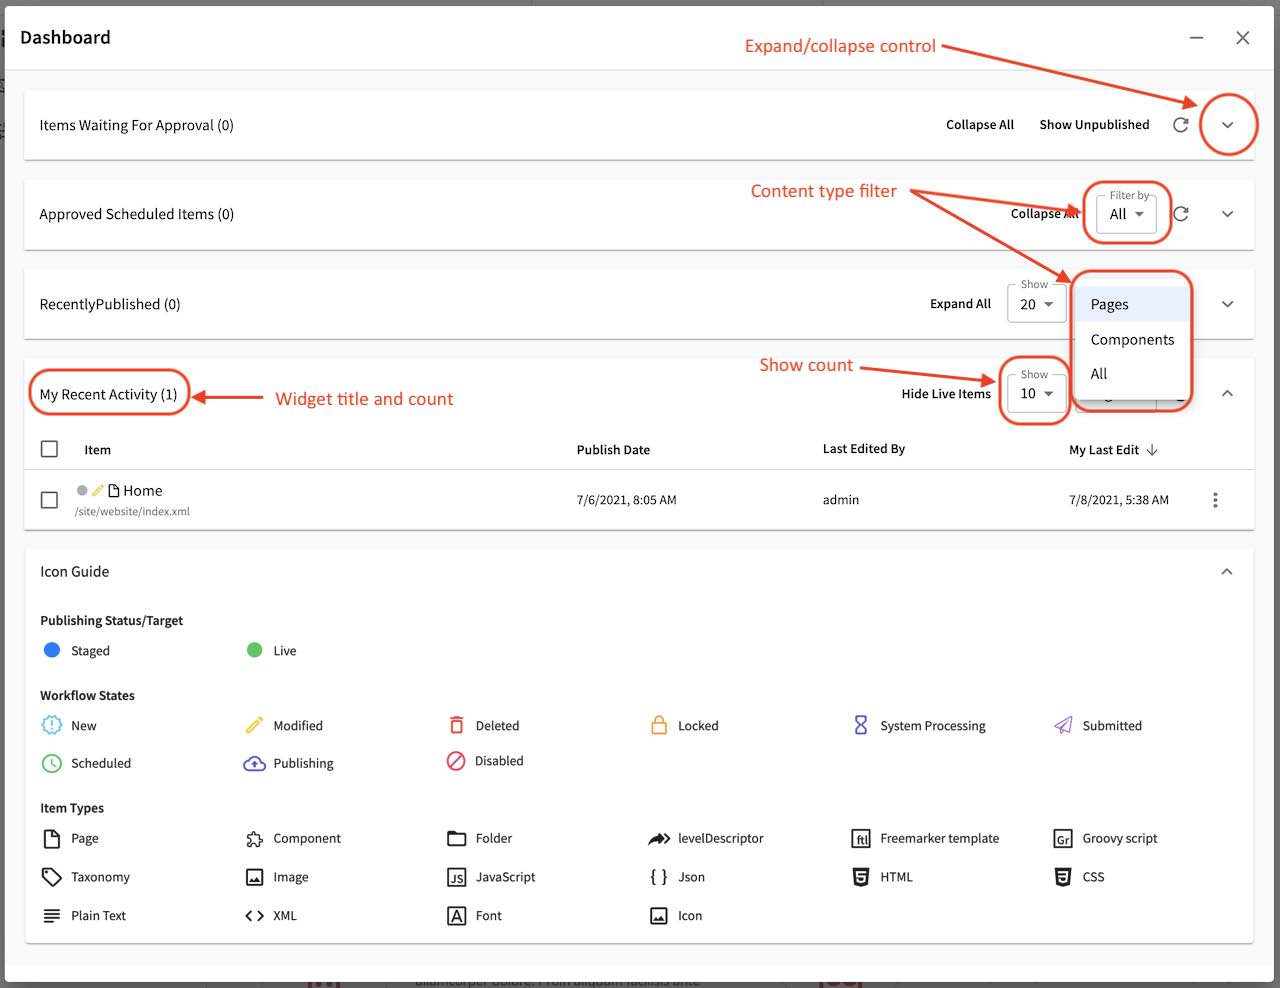 Dashboard
Expand/collapse control
Items Waiting For Approval (0)
Collapse All
Show Unpublished
Content type filter
Approved Scheduled Items (0)
Collapse All
Filter by
All
RecentlyPublished (0)
Expand All
Show
20
Pages
Components
All
Show count
My Recent Activity (1)
Widget title and count
Hide Live Items
Show
10
Item
Publish Date
Last Edited By
My Last Edit
Home
/site/website/index.xml
7/6/2021, 8:05 AM
admin
7/8/2021, 5:38 AM
Icon Guide
Publishing Status/Target
Staged
Live
Workflow States
New
Modified
Deleted
Locked
System Processing
Submitted
Scheduled
Publishing
Disabled
Item Types
Page
Component
Folder
levelDescriptor
ftl
Freemarker template
Gr
Groovy script
Taxonomy
Image
JS
JavaScript
{ }
Json
5
HTML
5
CSS
Plain Text
<> XML
A
Font
Icon